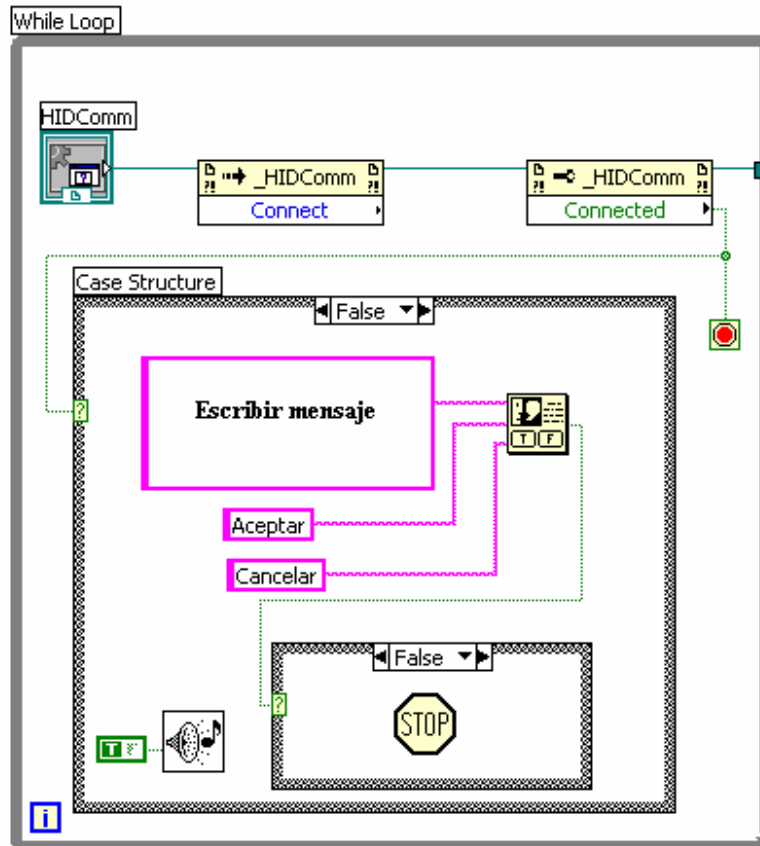 While Loop
HIDComm
?!
_HIDComm
?!
Connect
?!
_HIDComm
?!
Connected
Case Structure
False
?
Escribir mensaje
T F
Aceptar
Cancelar
False
?
STOP
T F
i